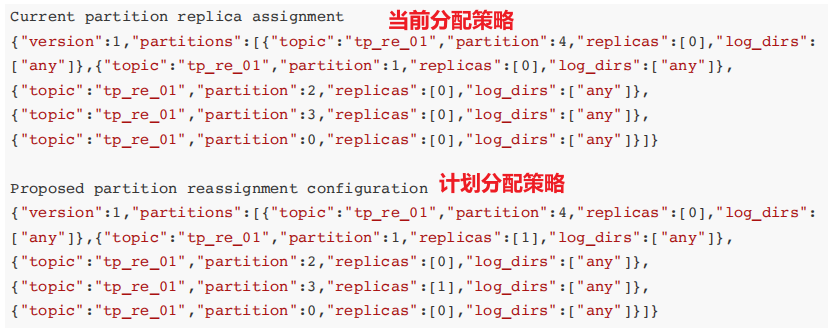 Current partition replica assignment 当前分配策略
{"version":1,"partitions":[{"topic":"tp_re_01","partition":4,"replicas":[0],"log_dirs":
["any"]},{"topic":"tp_re_01","partition":1,"replicas":[0],"log_dirs":["any"]},
{"topic":"tp_re_01","partition":2,"replicas":[0],"log_dirs":["any"]},
{"topic":"tp_re_01","partition":3,"replicas":[0],"log_dirs":["any"]},
{"topic":"tp_re_01","partition":0,"replicas":[0],"log_dirs":["any"]}]}
Proposed partition reassignment configuration 计划分配策略
{"version":1,"partitions":[{"topic":"tp_re_01","partition":4,"replicas":[0],"log_dirs":
["any"]},{"topic":"tp_re_01","partition":1,"replicas":[1],"log_dirs":["any"]},
{"topic":"tp_re_01","partition":2,"replicas":[0],"log_dirs":["any"]},
{"topic":"tp_re_01","partition":3,"replicas":[1],"log_dirs":["any"]},
{"topic":"tp_re_01","partition":0,"replicas":[0],"log_dirs":["any"]}]}